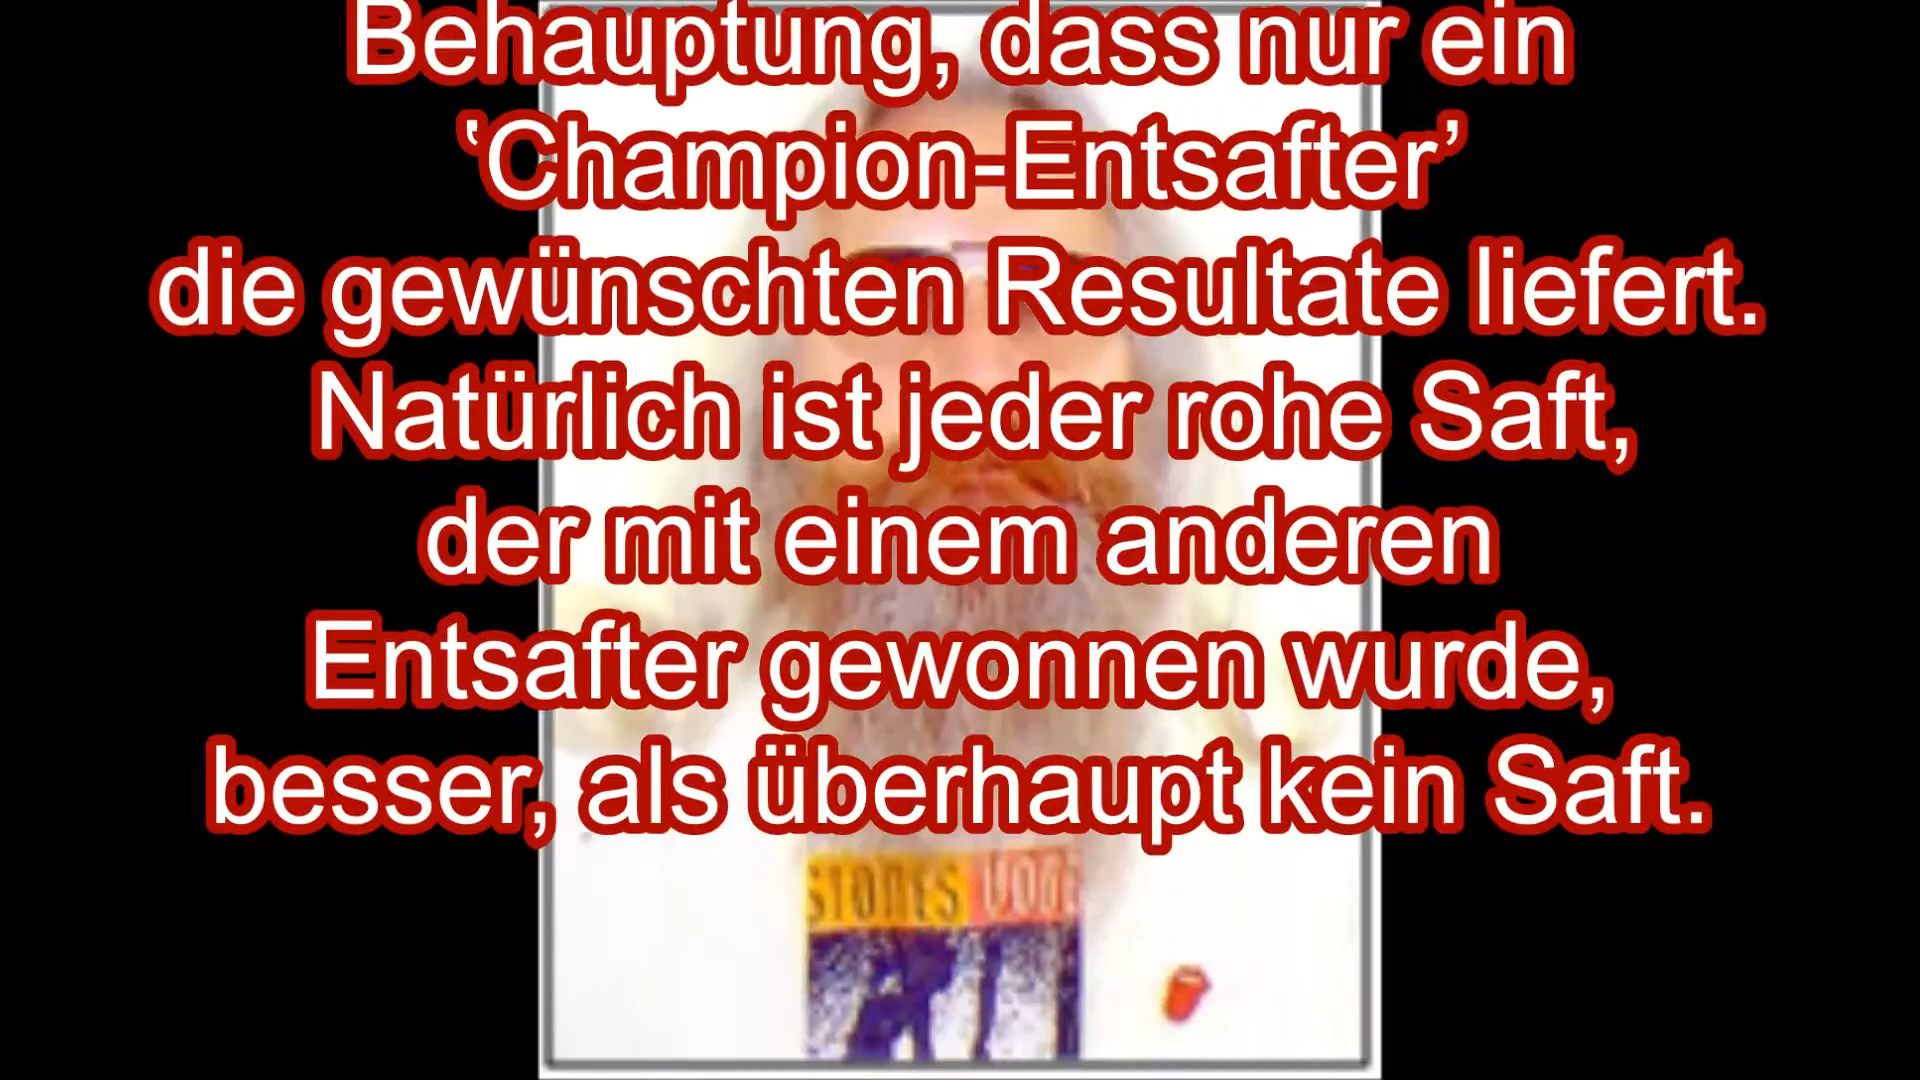 Behauptung, dass nur ein
‛Champion-Entsafter’
die gewünschten Resultate liefert.
Natürlich ist jeder rohe Saft,
der mit einem anderen
Entsafter gewonnen wurde,
besser, als überhaupt kein Saft.
STONES